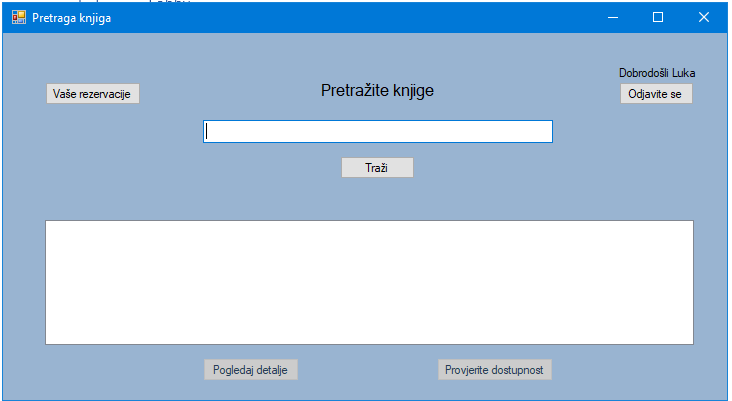 Pretraga knjiga
Dobrodošli Luka
Vaše rezervacije
Pretražite knjige
Odjavite se
Traži
Pogledaj detalje
Provjerite dostupnost